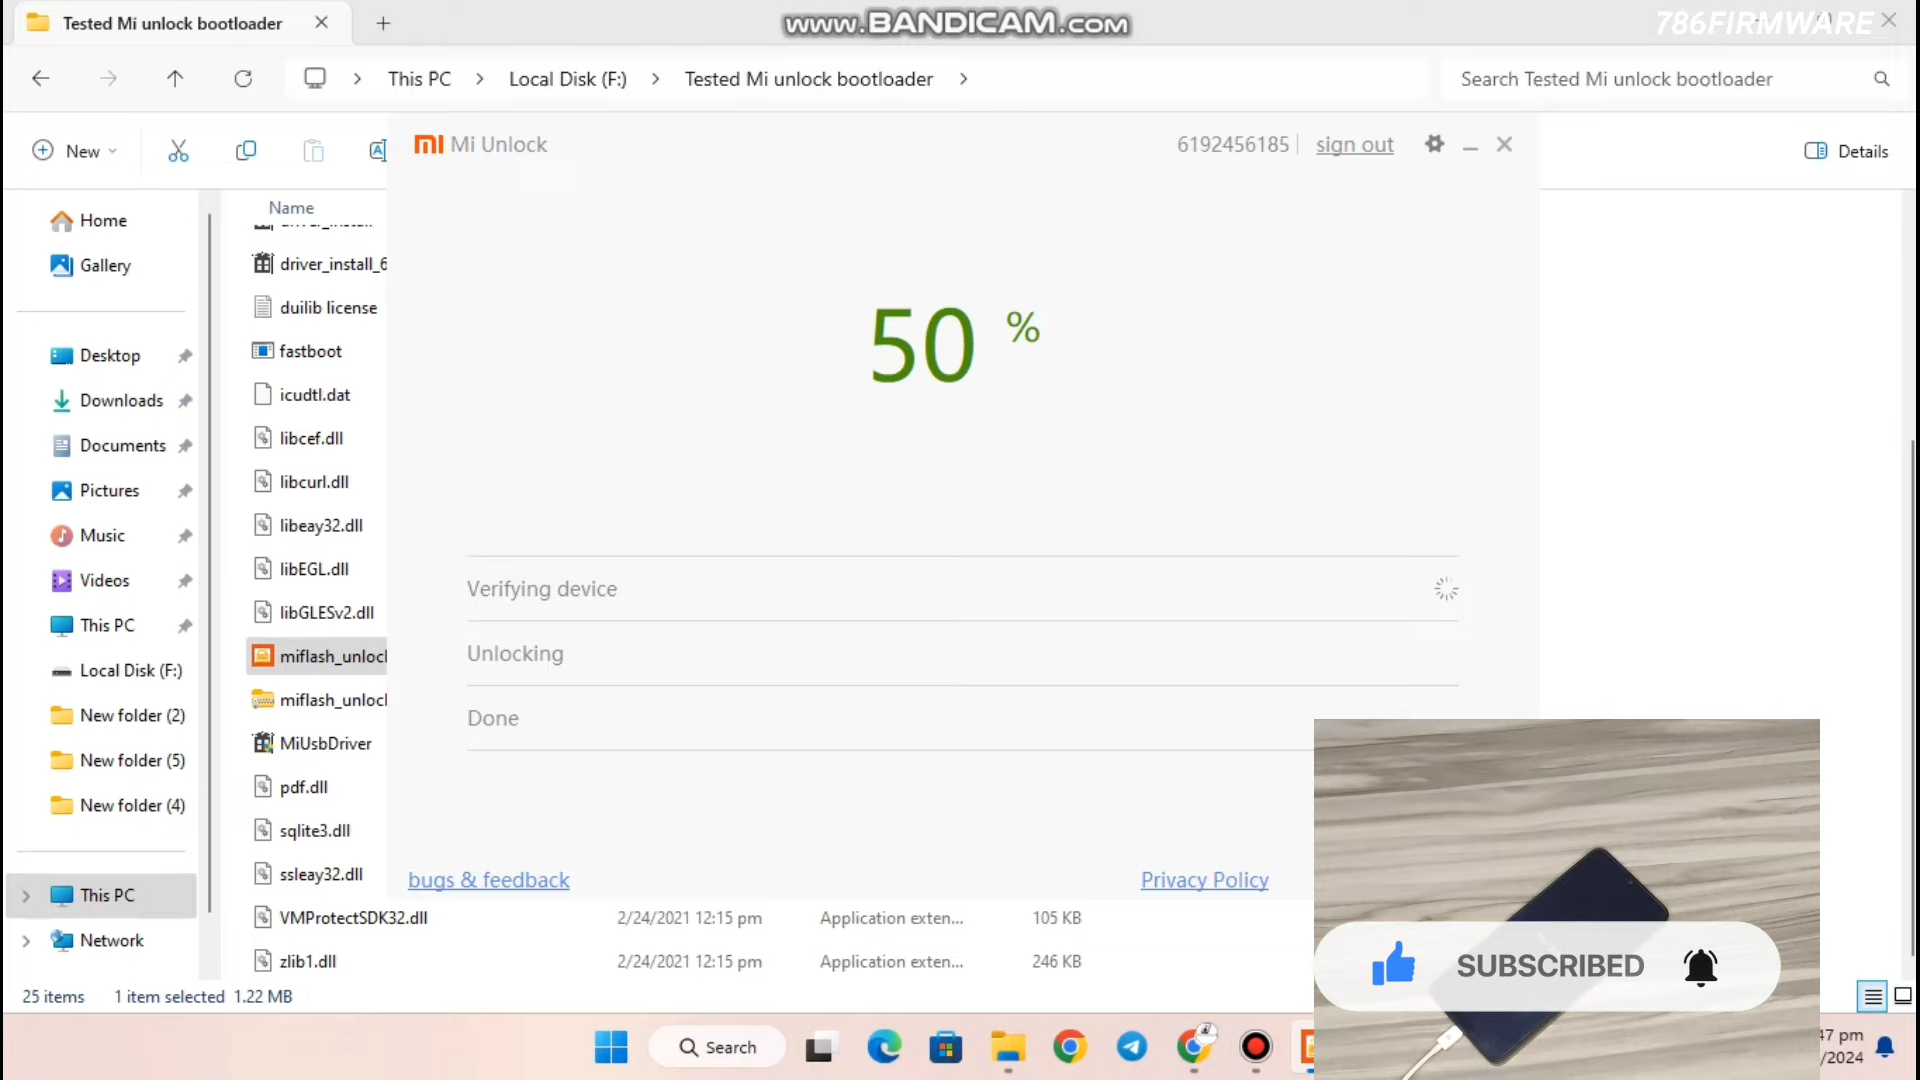 Tested Mi unlock bootloader
www.BANDICAM.com
786FIRMWARE
This PC
Local Disk (F:)
Tested Mi unlock bootloader
Search Tested Mi unlock bootloader
New
Mi Unlock
6192456185
sign out
Details
Home
Gallery
Desktop
Downloads
Documents
Pictures
Music
Videos
This PC
Local Disk (F:)
New folder (2)
New folder (5)
New folder (4)
This PC
Network
Name
driver_install_6
duilib license
fastboot
icudtl.dat
libcef.dll
libcurl.dll
libeay32.dll
libEGL.dll
libGLESv2.dll
miflash_unlock
miflash_unlock
MiUsbDriver
pdf.dll
sqlite3.dll
ssleay32.dll
VMProtectSDK32.dll 2/24/2021 12:15 pm Application exten... 105 KB
zlib1.dll 2/24/2021 12:15 pm Application exten... 246 KB
50 %
Verifying device
Unlocking
Done
bugs & feedback
Privacy Policy
SUBSCRIBED
25 items 1 item selected 1.22 MB
Search
47 pm
/2024